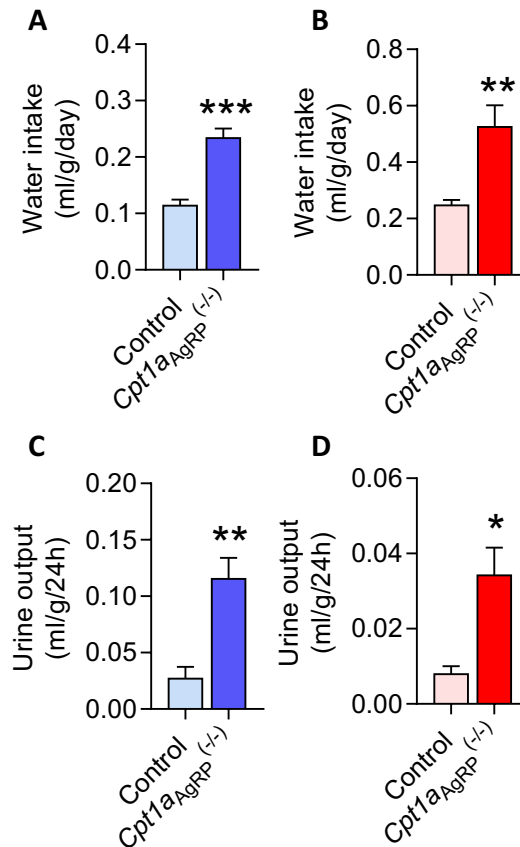 A
Water intake
(ml/g/day)
0.4
0.3
0.2
0.1
0.0
***
Control
Cpt1aAgRP(-/-)
B
Water intake
(ml/g/day)
0.8
0.6
0.4
0.2
0.0
**
Control
Cpt1aAgRP(-/-)
C
Urine output
(ml/g/24h)
0.20
0.15
0.10
0.05
0.00
**
Control
Cpt1aAgRP(-/-)
D
Urine output
(ml/g/24h)
0.06
0.04
0.02
0.00
*
Control
Cpt1aAgRP(-/-)